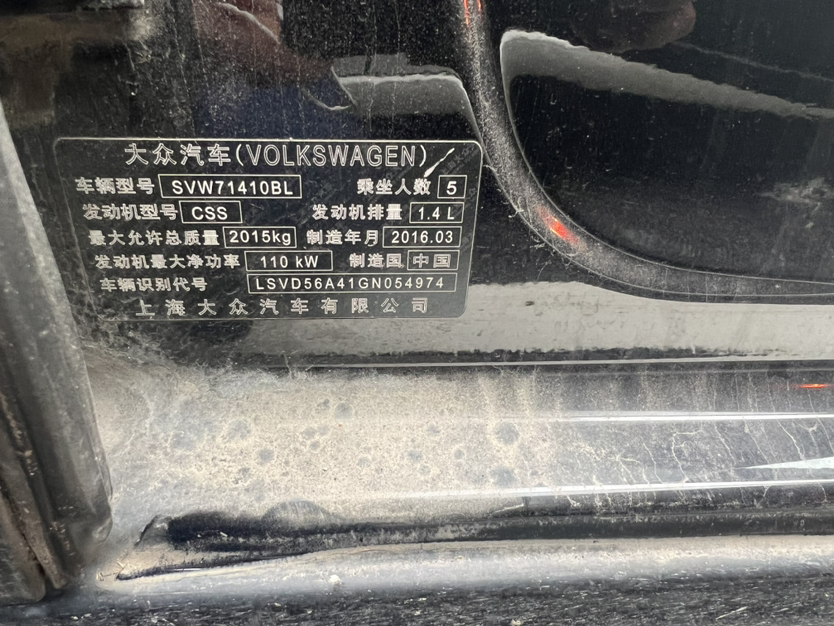 大众汽车(VOLKSWAGEN)
车辆型号 SVW71410BL 乘坐人数 5
发动机型号 CSS 发动机排量 1.4 L
最大允许总质量 2015kg 制造年月 2016.03
发动机最大净功率 110 kW 制造国 中国
车辆识别代号 LSVD56A41GN054974
上海大众汽车有限公司